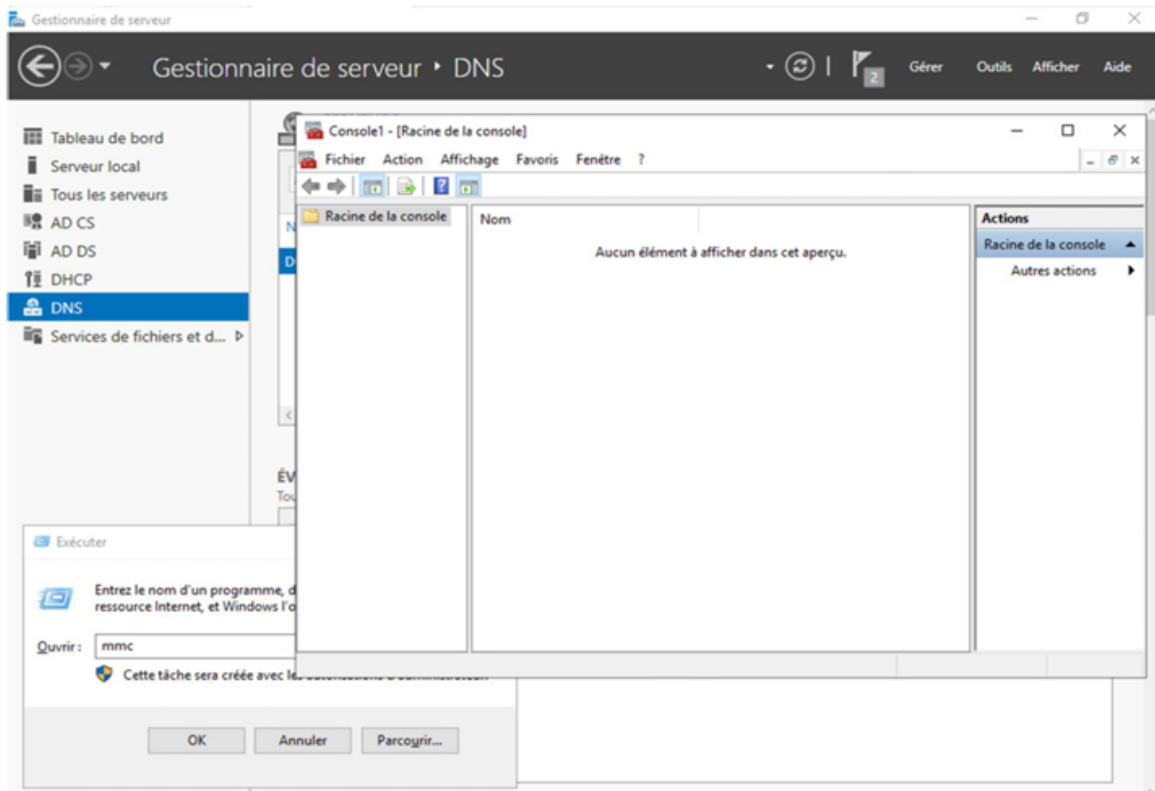 Gestionnaire de serveur
Gestionnaire de serveur • DNS
2
Gérer Outils Afficher Aide
Tableau de bord
Serveur local
Tous les serveurs
AD CS
AD DS
DHCP
DNS
Services de fichiers et d...
N
D
ÉV
Tou
Console1 - [Racine de la console]
Fichier Action Affichage Favoris Fenêtre ?
Racine de la console
Nom
Aucun élément à afficher dans cet aperçu.
Actions
Racine de la console
Autres actions
Exécuter
Entrez le nom d'un programme, d
ressource Internet, et Windows l'o
Ouvrir :
mmc
Cette tâche sera créée avec les
OK Annuler Parcourir...